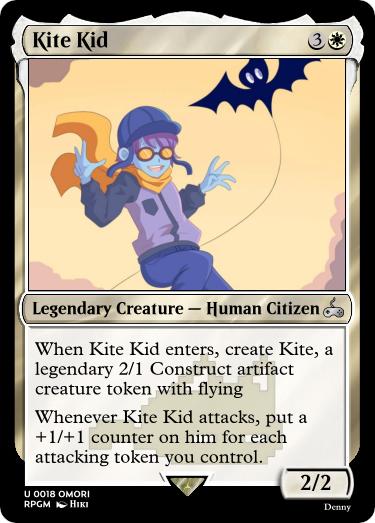 Kite Kid 3
Legendary Creature — Human Citizen
When Kite Kid enters, create Kite, a
legendary 2/1 Construct artifact
creature token with flying
Whenever Kite Kid attacks, put a
+1/+1 counter on him for each
attacking token you control.
2/2
U 0018 OMORI
RPGM Hiki
Denny